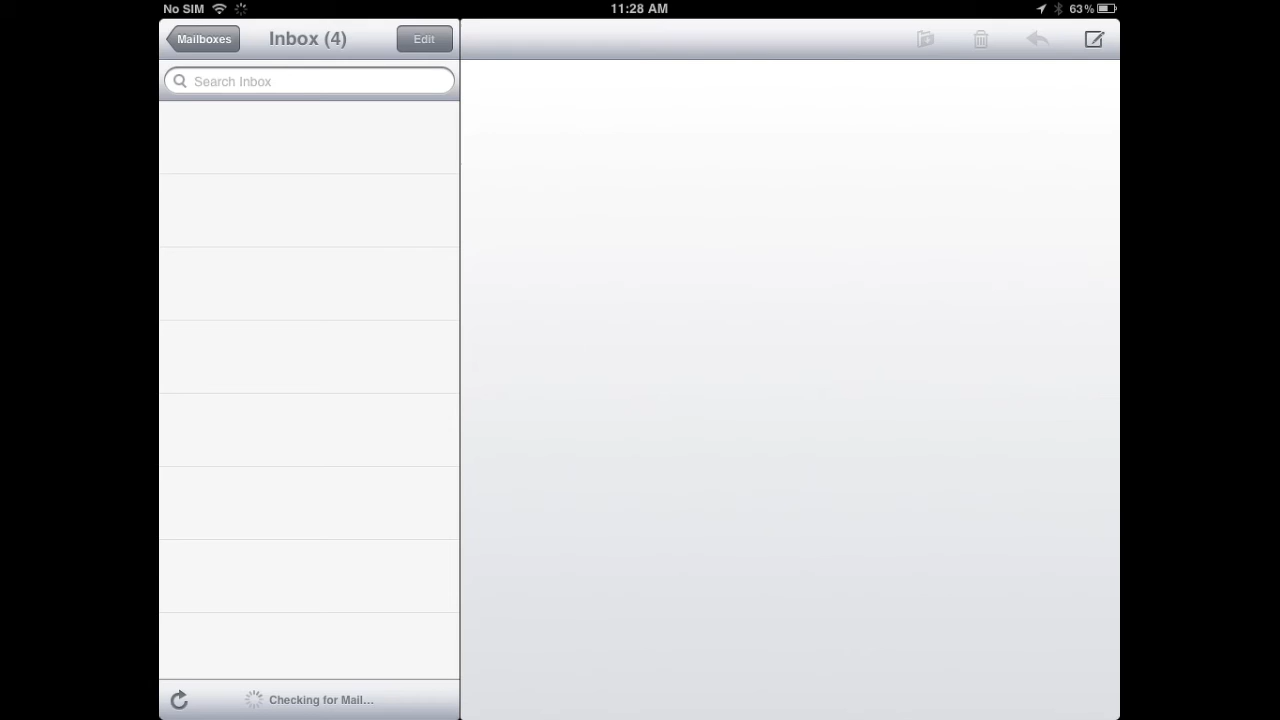 No SIM
11:28 AM
63%
Mailboxes
Inbox (4)
Edit
Search Inbox
Checking for Mail...